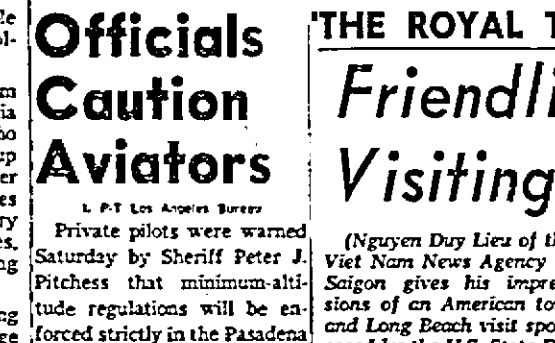 Officials
Caution
Aviators
I, P-T Los Angeles Bureau
Private pilots were warned
Saturday by Sheriff Peter J.
Pitchess that minimum-alti-
tude regulations will be en-
forced strictly in the Pasadena
'THE ROYAL T
Friendli
Visiting
(Nguyen Duy Lieu of th
Viet Nam News Agency
Saigon gives his impre
sions of an American to
and Long Beach visit spo